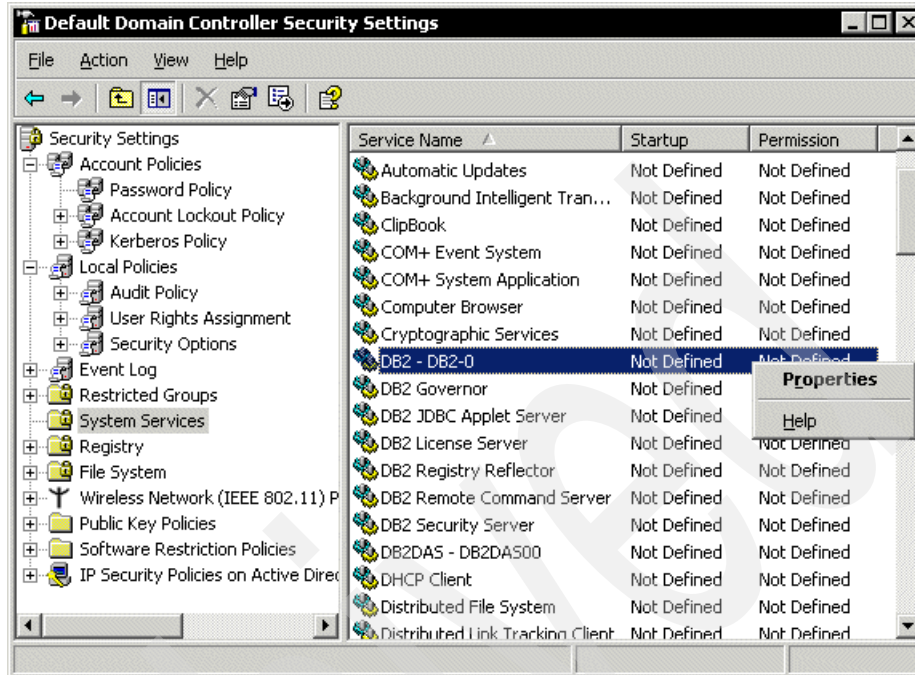 Default Domain Controller Security Settings
File Action View Help
Security Settings
Account Policies
Password Policy
Account Lockout Policy
Kerberos Policy
Local Policies
Audit Policy
User Rights Assignment
Security Options
Event Log
Restricted Groups
System Services
Registry
File System
Wireless Network (IEEE 802.11) P
Public Key Policies
Software Restriction Policies
IP Security Policies on Active Direc
Service Name Startup Permission
Automatic Updates Not Defined Not Defined
Background Intelligent Tran... Not Defined Not Defined
ClipBook Not Defined Not Defined
COM+ Event System Not Defined Not Defined
COM+ System Application Not Defined Not Defined
Computer Browser Not Defined Not Defined
Cryptographic Services Not Defined Not Defined
DB2 - DB2-0 Not Defined Not Defined
DB2 Governor Not Defined
DB2 JDBC Applet Server Not Defined
DB2 License Server Not Defined Not Defined
DB2 Registry Reflector Not Defined Not Defined
DB2 Remote Command Server Not Defined Not Defined
DB2 Security Server Not Defined Not Defined
DB2DAS - DB2DAS00 Not Defined Not Defined
DHCP Client Not Defined Not Defined
Distributed File System Not Defined Not Defined
Distributed Link Tracking Client Not Defined Not Defined
Properties
Help